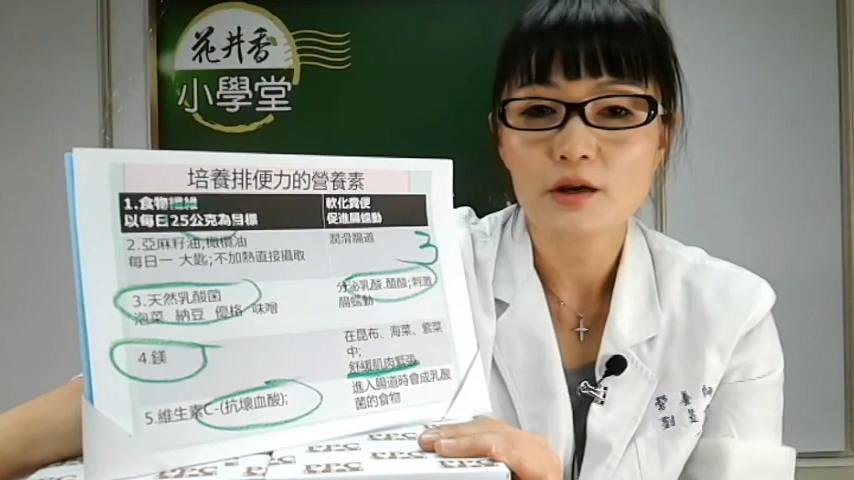 花井香
小學堂
培養排便力的營養素
1.食物纖維
以每日25公克為目標
軟化糞便
促進腸蠕動
2.亞麻籽油,橄欖油
每日一 大匙;不加熱直接攝取
潤滑腸道
3
3.天然乳酸菌
泡菜 納豆 優格 味噌
分泌乳酸.醋酸;刺激
腸蠕動
4.鎂
在昆布、海菜、紫菜
中;
舒緩肌肉緊張
5.維生素C-(抗壞血酸);
進入腸道時會成乳酸
菌的食物
營養師